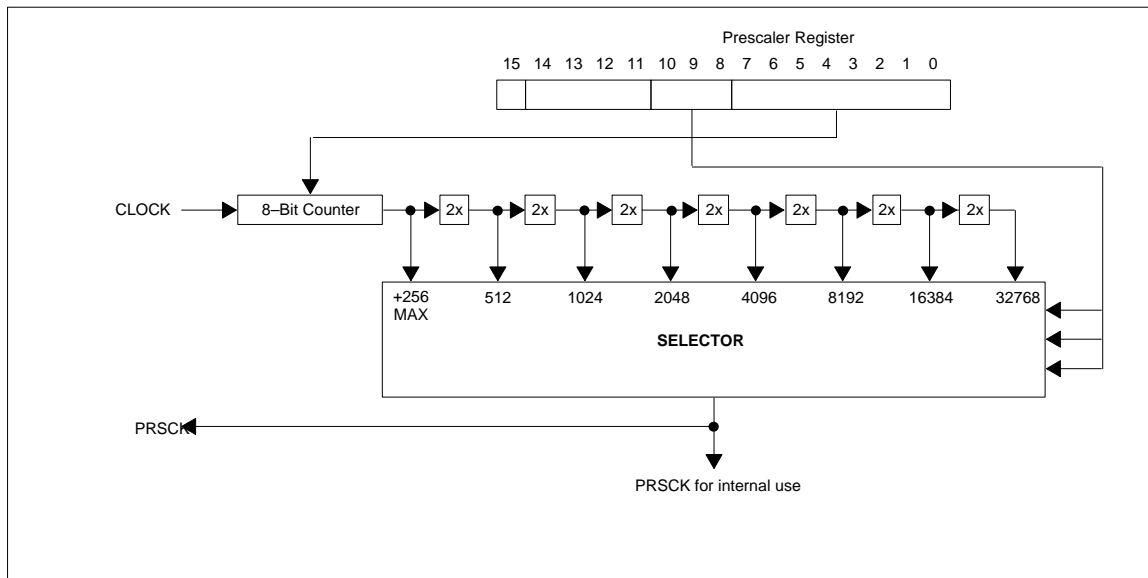 Prescaler Register
15 14 13 12 11 10 9 8 7 6 5 4 3 2 1 0
CLOCK
8–Bit Counter
2x 2x 2x 2x 2x 2x 2x
+256 512 1024 2048 4096 8192 16384 32768
MAX
SELECTOR
PRSCK
PRSCK for internal use